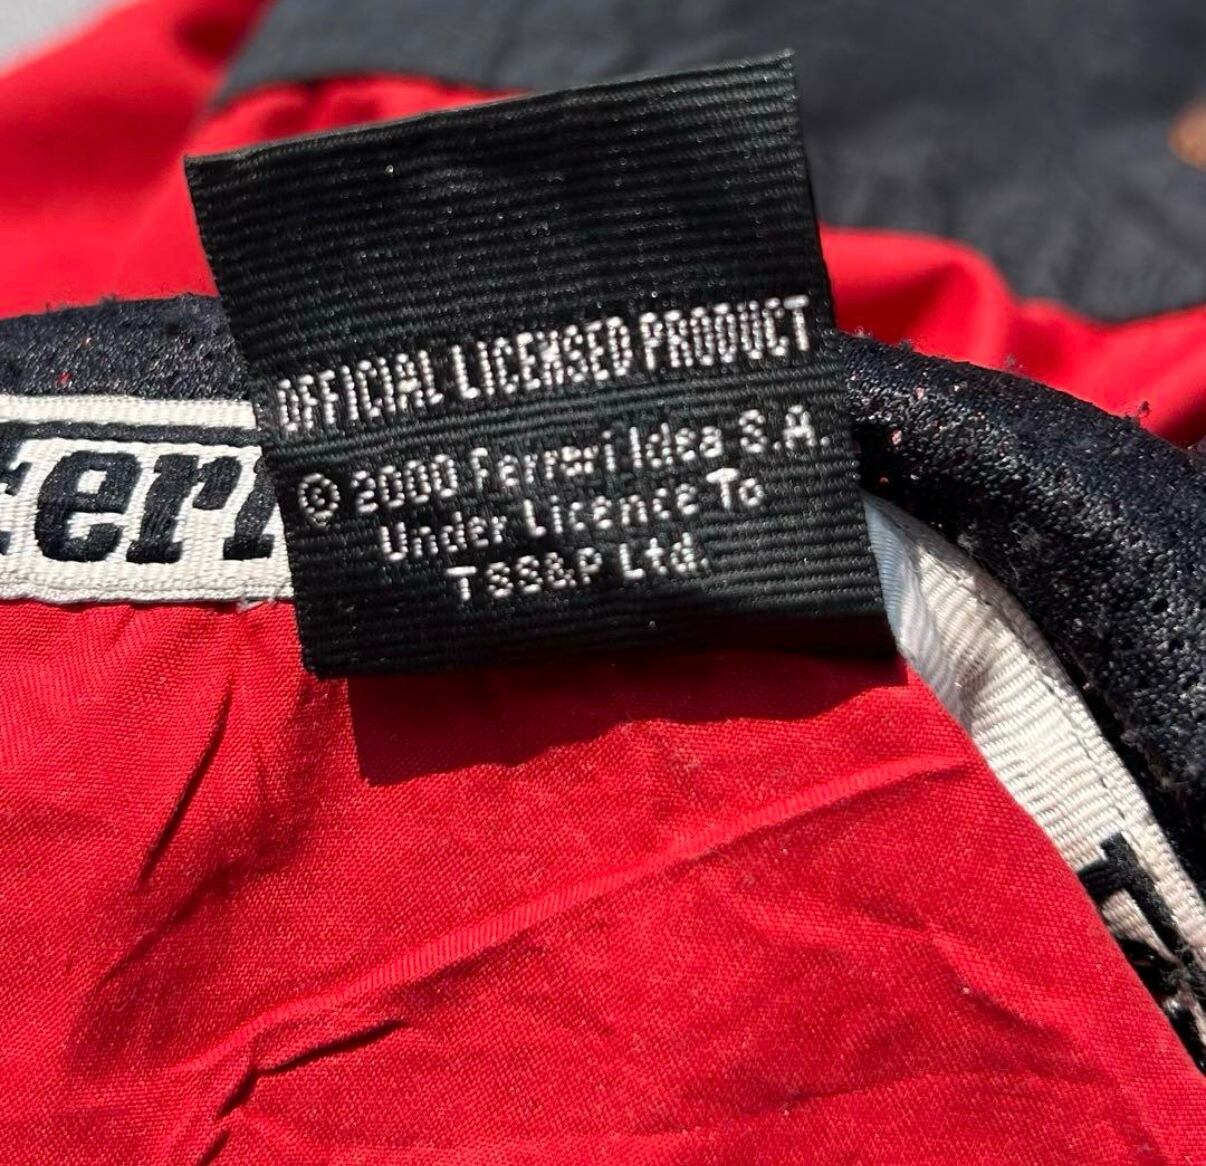 OFFICIAL LICENSED PRODUCT
© 2000 Ferrari Idea S.A.
Under Licence To
TSS&P Ltd.